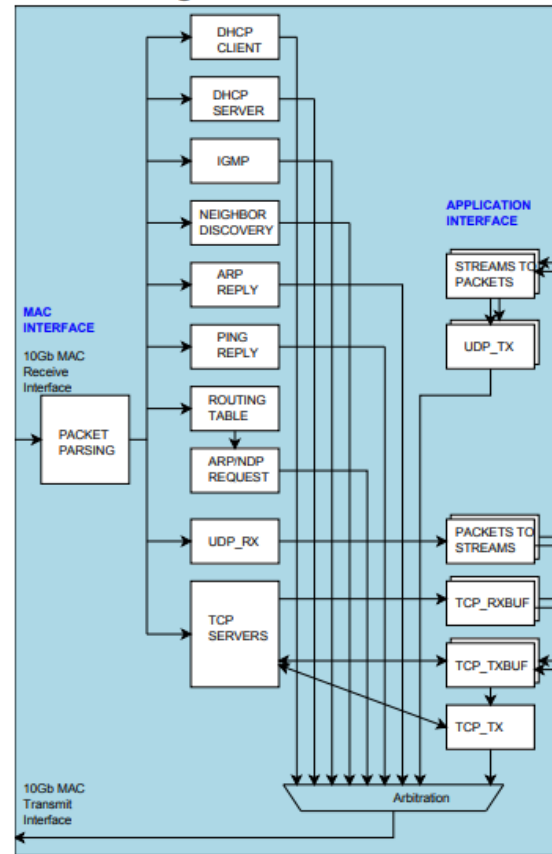 DHCP
CLIENT
DHCP
SERVER
IGMP
NEIGHBOR
DISCOVERY
ARP
REPLY
PING
REPLY
ROUTING
TABLE
ARP/NDP
REQUEST
UDP_RX
TCP
SERVERS
MAC
INTERFACE
10Gb MAC
Receive
Interface
PACKET
PARSING
APPLICATION
INTERFACE
STREAMS TO
PACKETS
UDP_TX
PACKETS TO
STREAMS
TCP_RXBUF
TCP_TXBUF
TCP_TX
Arbitration
10Gb MAC
Transmit
Interface